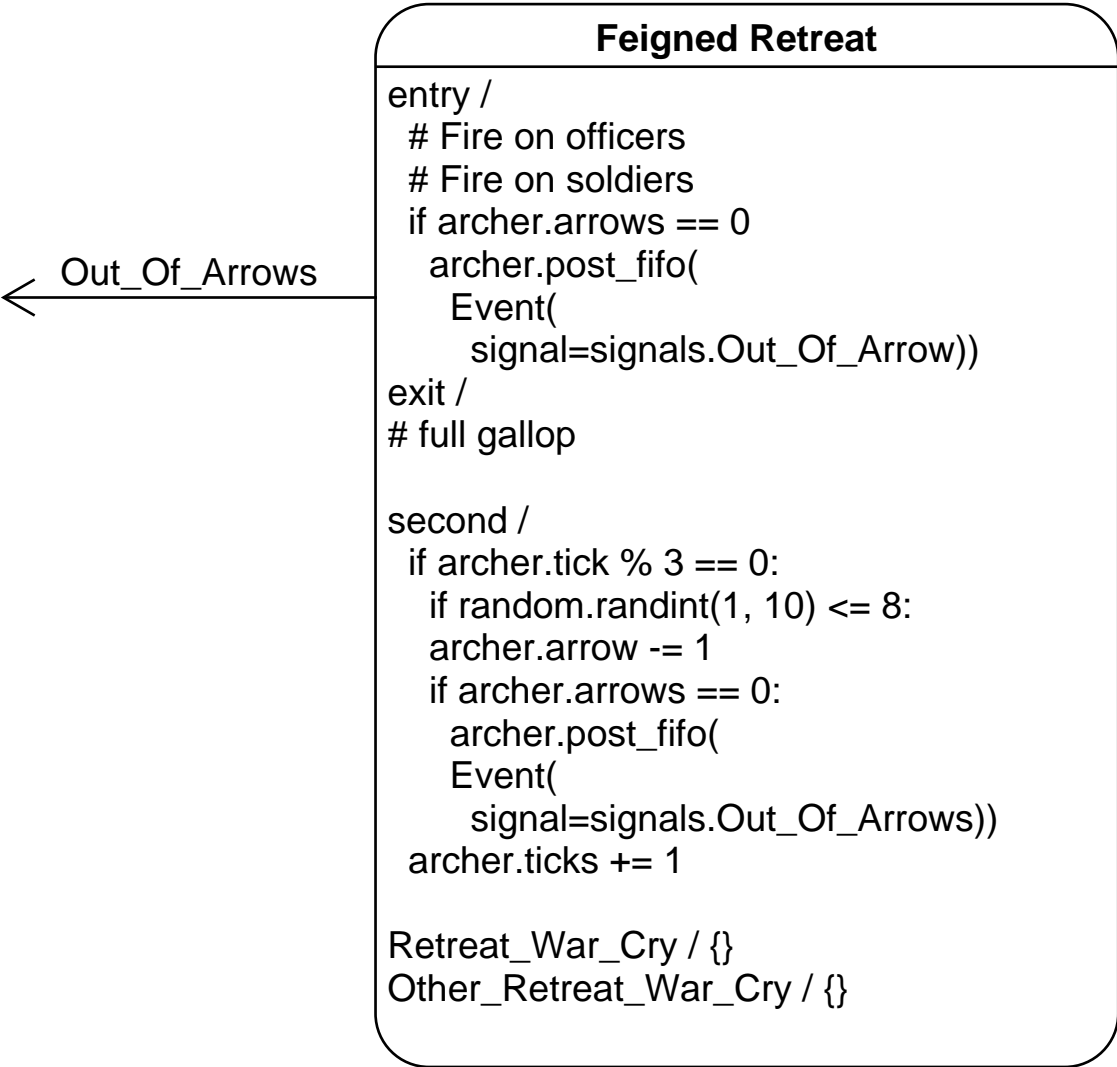 Feigned Retreat
entry /
# Fire on officers
# Fire on soldiers
if archer.arrows == 0
archer.post_fifo(
Event(
signal=signals.Out_Of_Arrow))
exit /
# full gallop
second /
if archer.tick % 3 == 0:
if random.randint(1, 10) <= 8:
archer.arrow -= 1
if archer.arrows == 0:
archer.post_fifo(
Event(
signal=signals.Out_Of_Arrows))
archer.ticks += 1
Retreat_War_Cry / {}
Other_Retreat_War_Cry / {}
Out_Of_Arrows